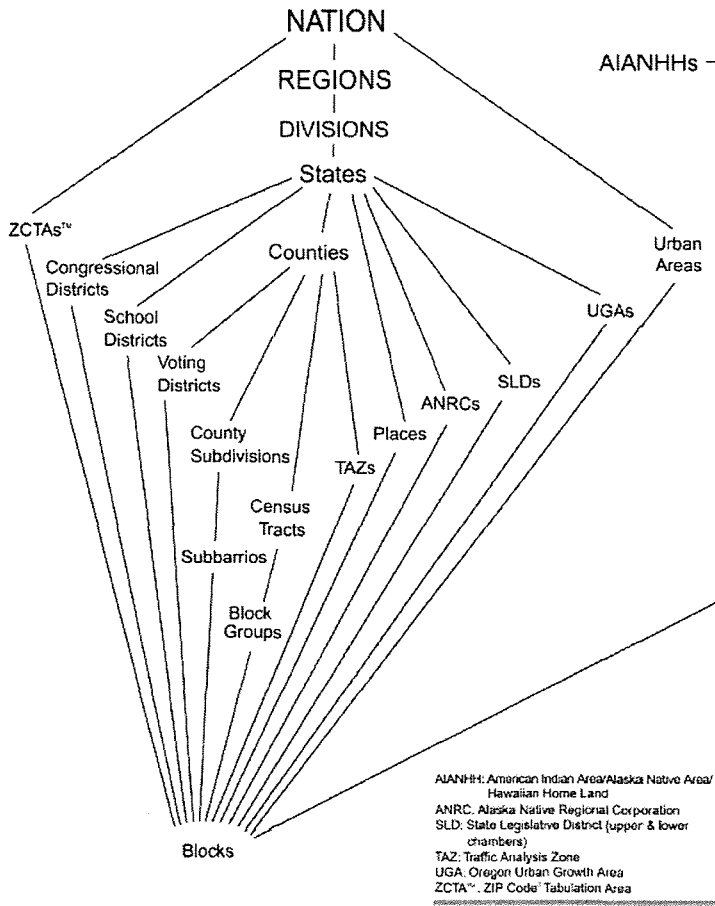 NATION
AIANHHs
REGIONS
DIVISIONS
States
ZCTAs™
Counties
Urban
Areas
Congressional
Districts
School
Districts
UGAs
Voting
Districts
SLDs
ANRCs
Places
County
Subdivisions
TAZs
Census
Tracts
Subbarrios
Block
Groups
Blocks
AIANHH: American Indian Area/Alaska Native Area/
Hawaiian Home Land
ANRC: Alaska Native Regional Corporation
SLD: State Legislative District (upper & lower
chambers)
TAZ: Traffic Analysis Zone
UGA: Oregon Urban Growth Area
ZCTA™: ZIP Code® Tabulation Area